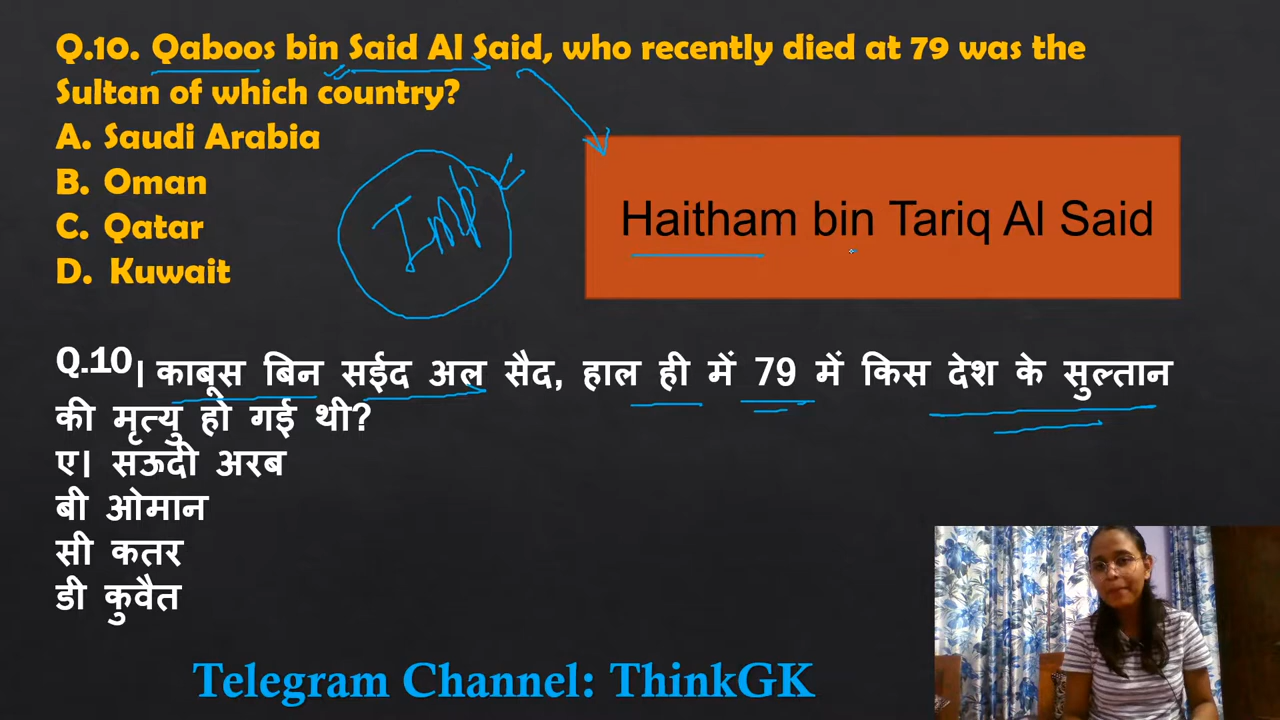 Q.10. Qaboos bin Said Al Said, who recently died at 79 was the
Sultan of which country?
A. Saudi Arabia
B. Oman
C. Qatar
D. Kuwait
Imp
Haitham bin Tariq Al Said
Q.10। काबूस बिन सईद अल सैद, हाल ही में 79 में किस देश के सुल्तान
की मृत्यु हो गई थी?
ए। सऊदी अरब
बी ओमान
सी कतर
डी कुवैत
Telegram Channel: ThinkGK